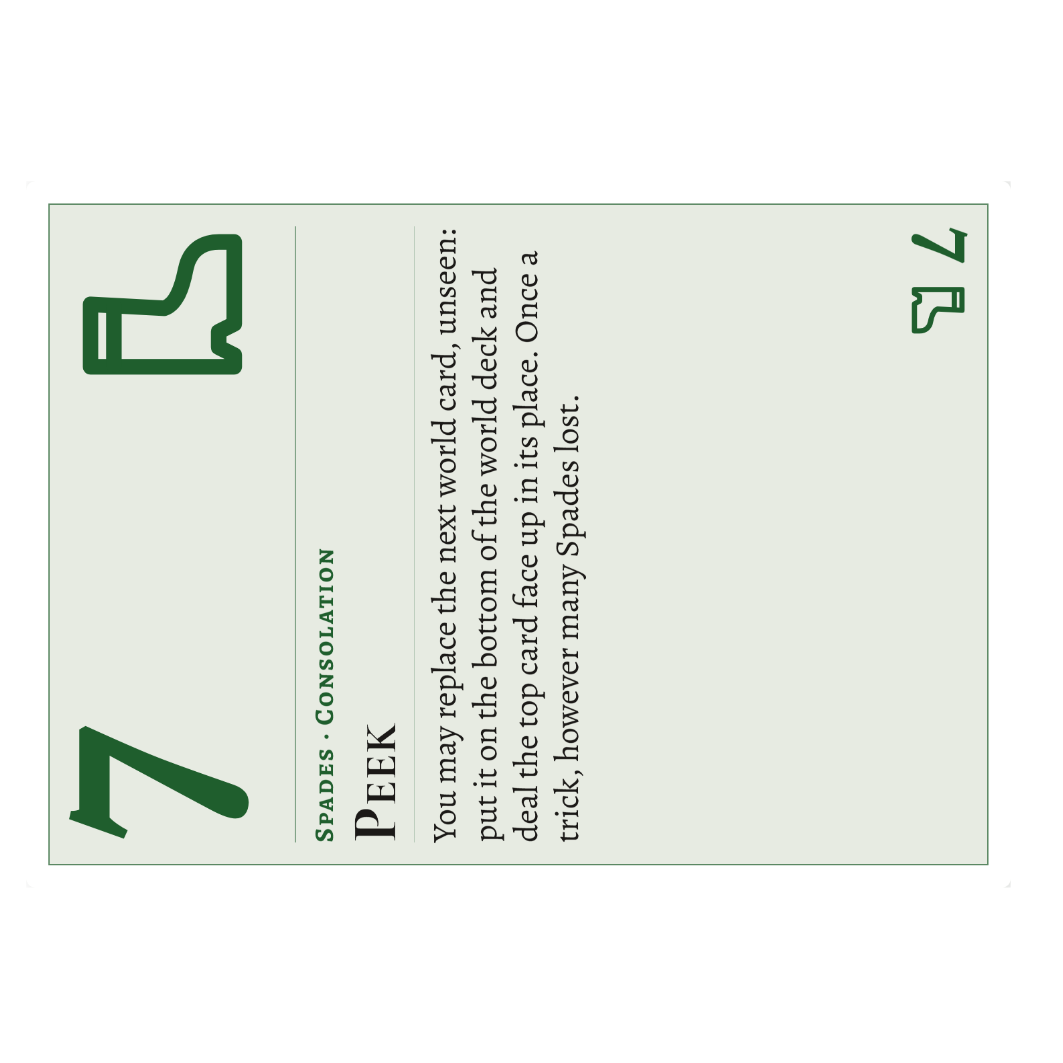 7
Spades · Consolation
Peek
You may replace the next world card, unseen:
put it on the bottom of the world deck and
deal the top card face up in its place. Once a
trick, however many Spades lost.
7